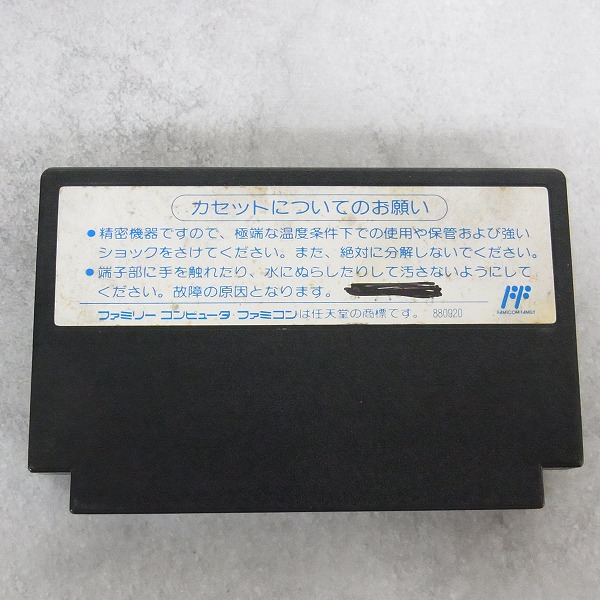 カセットについてのお願い
●精密機器ですので、極端な温度条件下での使用や保管および強い
ショックをさけてください。また、絶対に分解しないでください。
●端子部に手を触れたり、水にぬらしたりして汚さないようにして
ください。故障の原因となります。
ファミリーコンピュータ・ファミコンは任天堂の商標です。 880920
FF
FAMICOM FAMILY